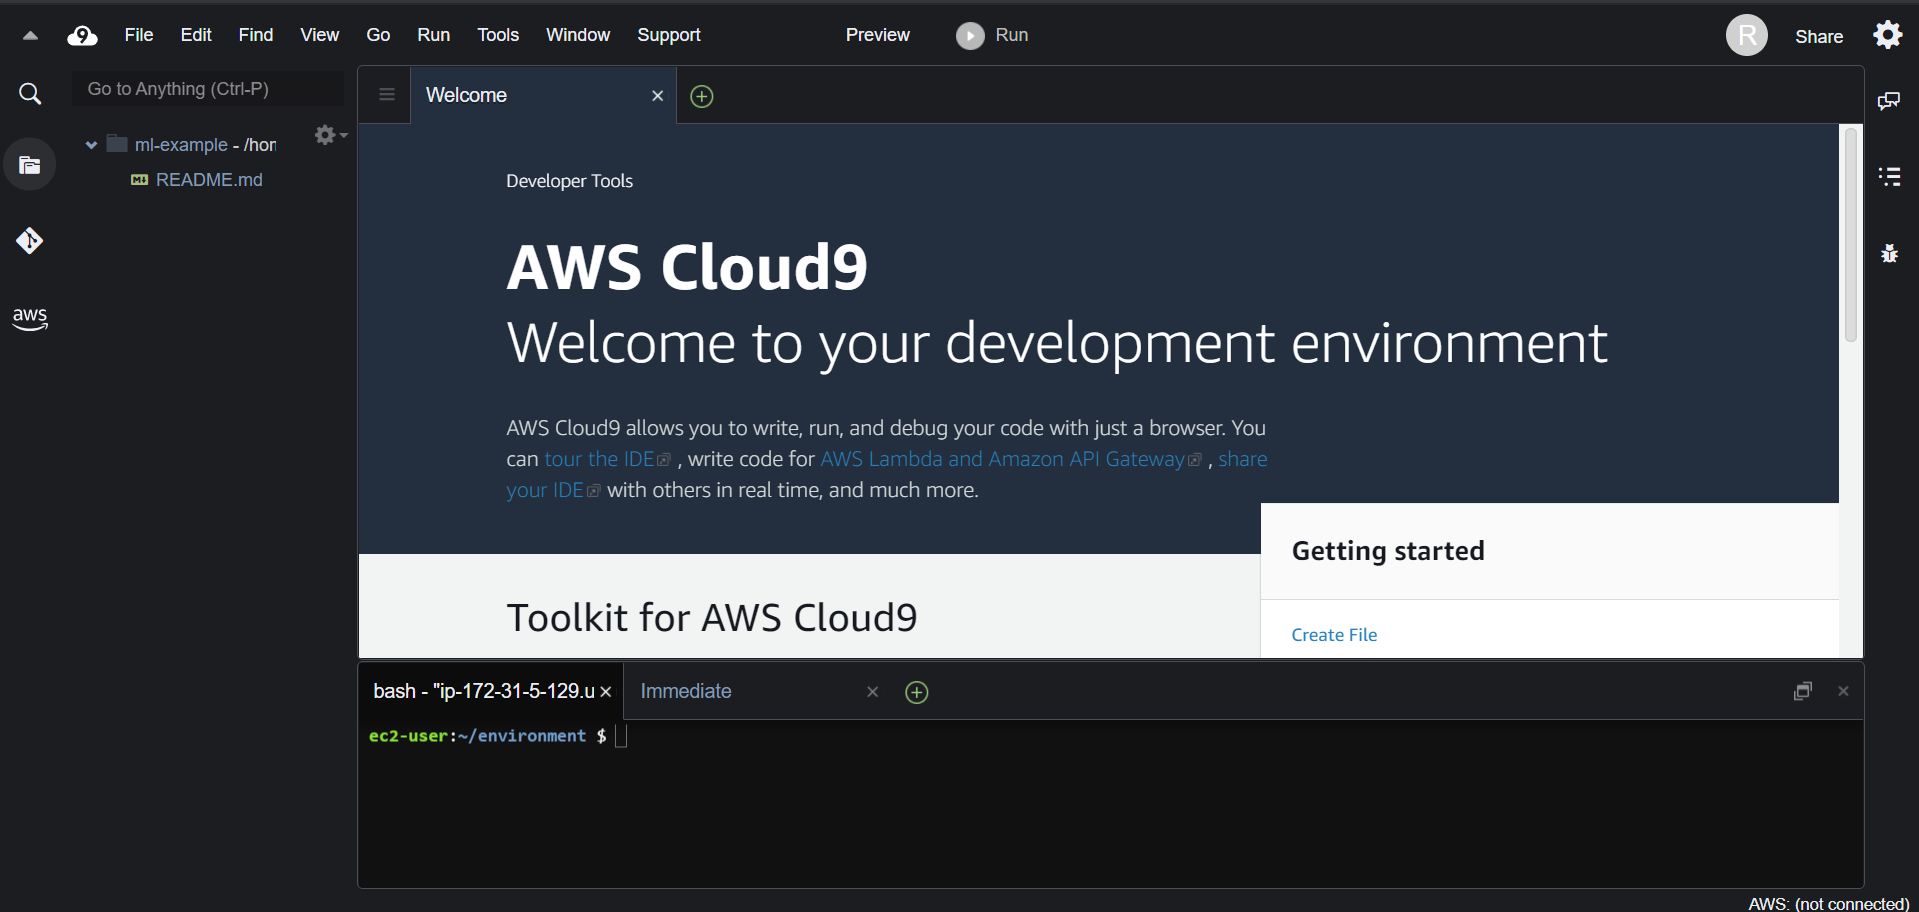 9 File Edit Find View Go Run Tools Window Support Preview Run R Share
Go to Anything (Ctrl-P)
ml-example - /hom
README.md
aws
Welcome
Developer Tools
AWS Cloud9
Welcome to your development environment
AWS Cloud9 allows you to write, run, and debug your code with just a browser. You
can tour the IDE , write code for AWS Lambda and Amazon API Gateway , share
your IDE with others in real time, and much more.
Getting started
Toolkit for AWS Cloud9
Create File
bash - "ip-172-31-5-129.u Immediate
ec2-user:~/environment $
AWS: (not connected)